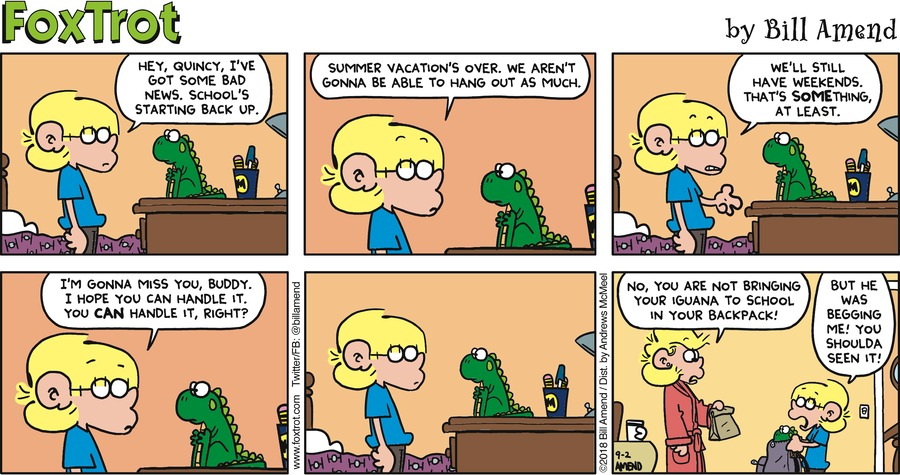 FOXTROT
by Bill Amend
HEY, QUINCY, I'VE
GOT SOME BAD
NEWS. SCHOOL'S
STARTING BACK UP.
M
SUMMER VACATION'S OVER. WE AREN'T
GONNA BE ABLE TO HANG OUT AS MUCH.
WE'LL STILL
HAVE WEEKENDS.
THAT'S SOMETHING,
AT LEAST.
M
I'M GONNA MISS YOU, BUDDY.
I HOPE YOU CAN HANDLE IT.
YOU CAN HANDLE IT, RIGHT?
www.foxtrot.com Twitter/FB: @billamend
M
©2018 Bill Amend / Dist. by Andrews McMeel
NO, YOU ARE NOT BRINGING
YOUR IGUANA TO SCHOOL
IN YOUR BACKPACK!
BUT HE
WAS
BEGGING
ME! YOU
SHOULDA
SEEN IT!
9-2
AMEND